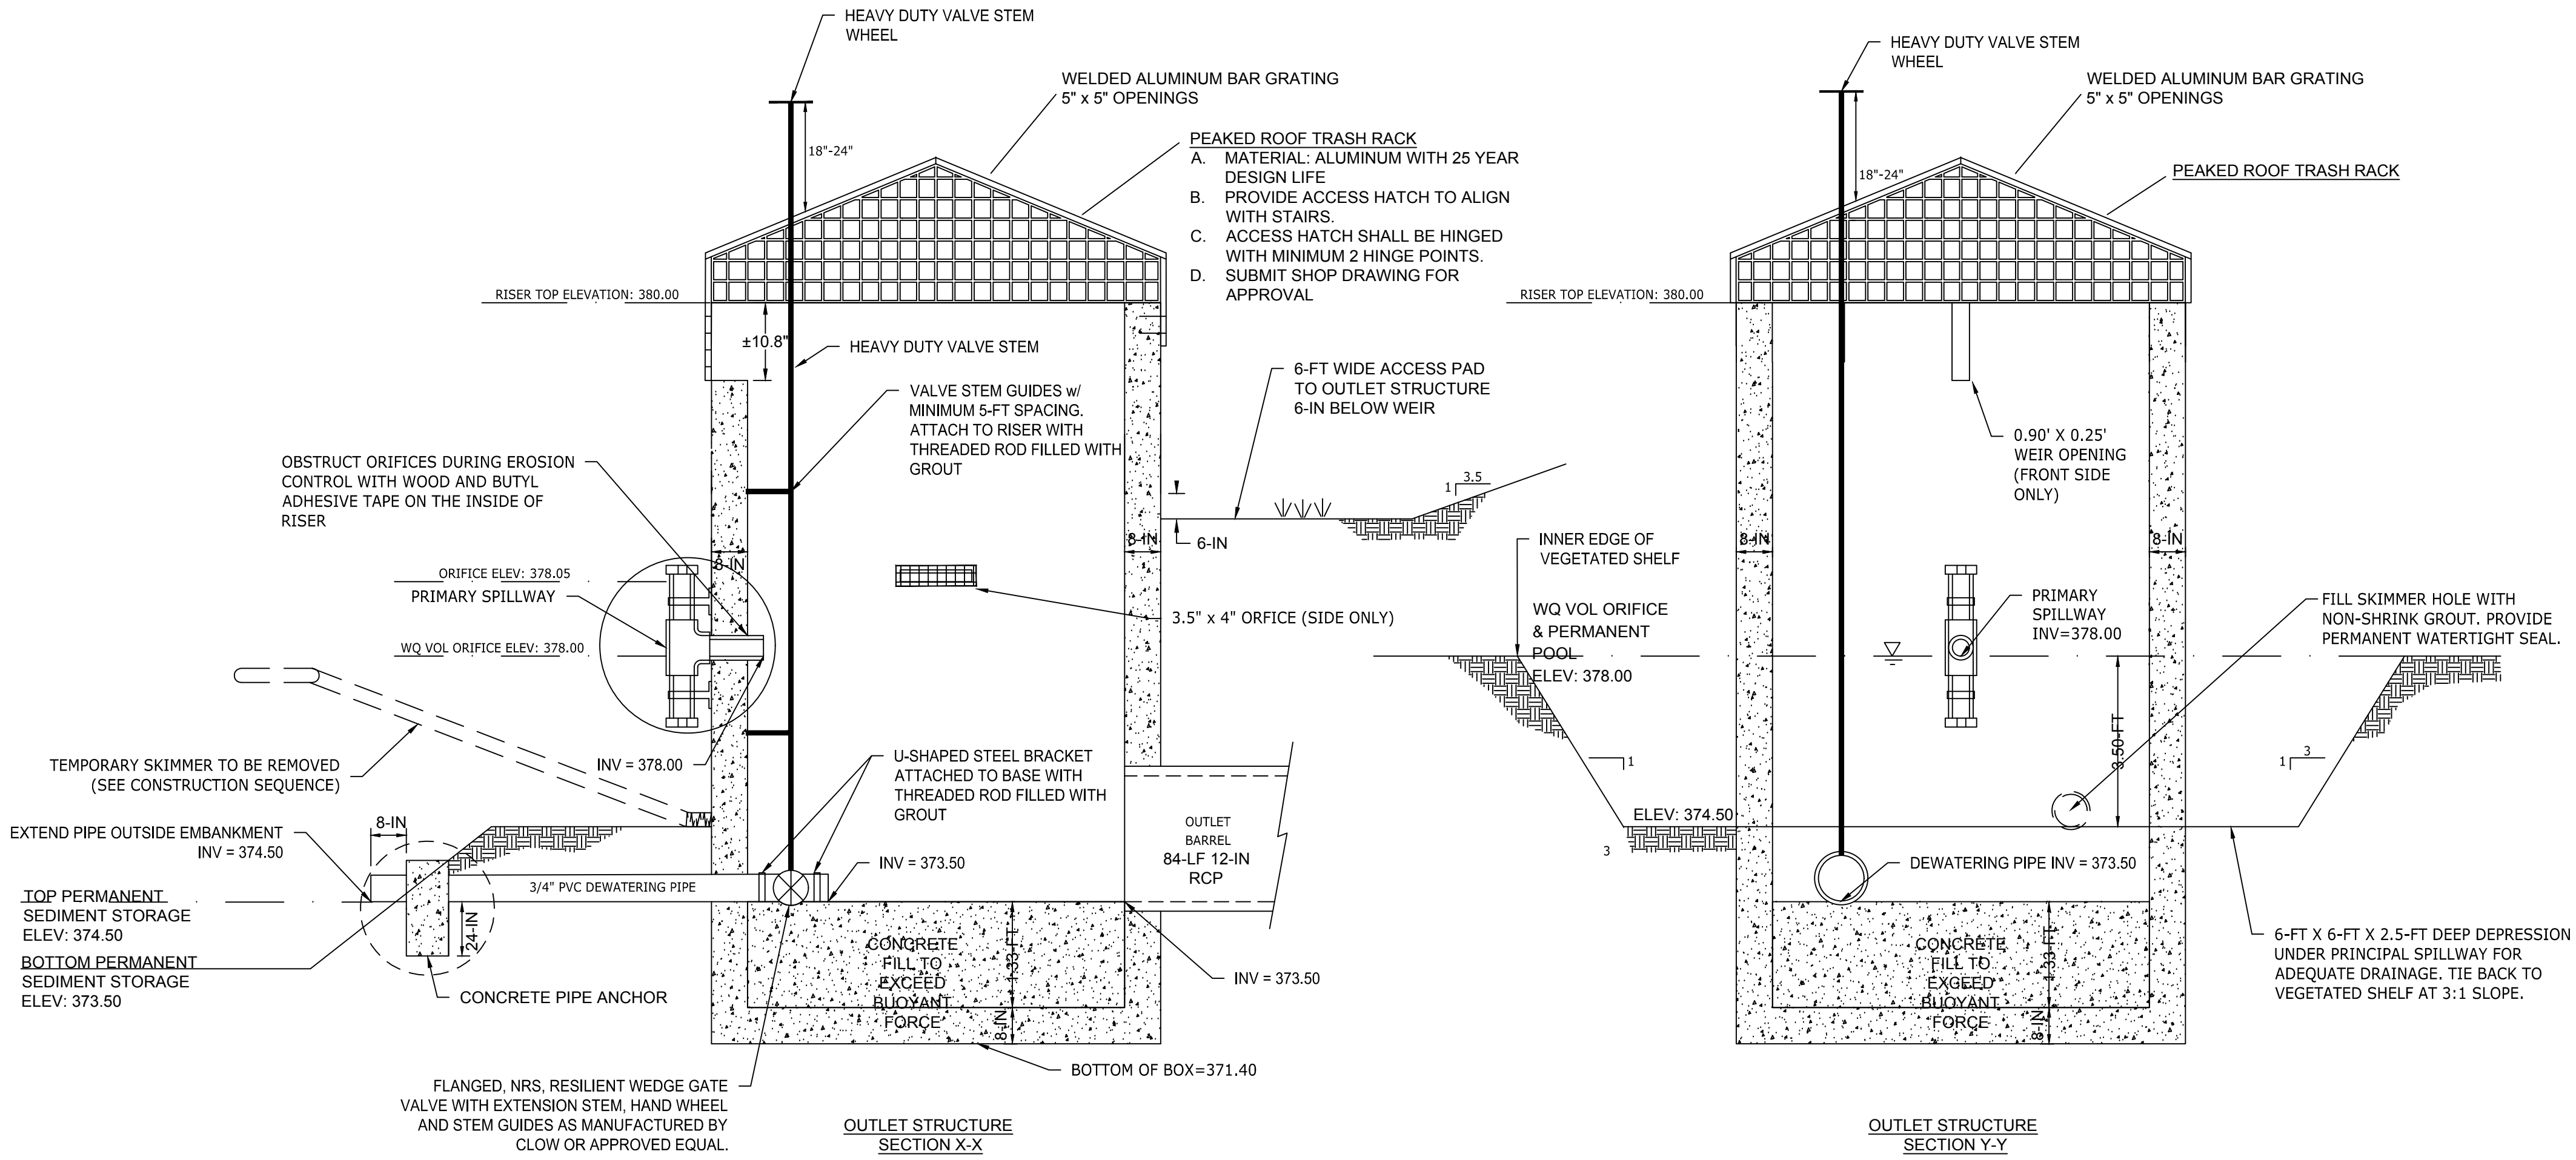 HEAVY DUTY VALVE STEM
WHEEL
WELDED ALUMINUM BAR GRATING
5" x 5" OPENINGS
18"-24"
PEAKED ROOF TRASH RACK
A. MATERIAL: ALUMINUM WITH 25 YEAR
DESIGN LIFE
B. PROVIDE ACCESS HATCH TO ALIGN
WITH STAIRS.
C. ACCESS HATCH SHALL BE HINGED
WITH MINIMUM 2 HINGE POINTS.
D. SUBMIT SHOP DRAWING FOR
APPROVAL
RISER TOP ELEVATION: 380.00
±10.8"
HEAVY DUTY VALVE STEM
6-FT WIDE ACCESS PAD
TO OUTLET STRUCTURE
6-IN BELOW WEIR
VALVE STEM GUIDES w/
MINIMUM 5-FT SPACING.
ATTACH TO RISER WITH
THREADED ROD FILLED WITH
GROUT
OBSTRUCT ORIFICES DURING EROSION
CONTROL WITH WOOD AND BUTYL
ADHESIVE TAPE ON THE INSIDE OF
RISER
1
3.5
8-IN
6-IN
8-IN
ORIFICE ELEV: 378.05
PRIMARY SPILLWAY
3.5" x 4" ORFICE (SIDE ONLY)
WQ VOL ORIFICE ELEV: 378.00
TEMPORARY SKIMMER TO BE REMOVED
(SEE CONSTRUCTION SEQUENCE)
INV = 378.00
U-SHAPED STEEL BRACKET
ATTACHED TO BASE WITH
THREADED ROD FILLED WITH
GROUT
8-IN
EXTEND PIPE OUTSIDE EMBANKMENT
INV = 374.50
OUTLET
BARREL
84-LF 12-IN
RCP
INV = 373.50
3/4" PVC DEWATERING PIPE
TOP PERMANENT
SEDIMENT STORAGE
ELEV: 374.50
BOTTOM PERMANENT
SEDIMENT STORAGE
ELEV: 373.50
24-IN
CONCRETE PIPE ANCHOR
CONCRETE
FILL TO
EXCEED
BUOYANT
FORCE
1.33-FT
8-IN
INV = 373.50
BOTTOM OF BOX=371.40
FLANGED, NRS, RESILIENT WEDGE GATE
VALVE WITH EXTENSION STEM, HAND WHEEL
AND STEM GUIDES AS MANUFACTURED BY
CLOW OR APPROVED EQUAL.
OUTLET STRUCTURE
SECTION X-X
HEAVY DUTY VALVE STEM
WHEEL
WELDED ALUMINUM BAR GRATING
5" x 5" OPENINGS
18"-24"
PEAKED ROOF TRASH RACK
RISER TOP ELEVATION: 380.00
0.90' X 0.25'
WEIR OPENING
(FRONT SIDE
ONLY)
8-IN
8-IN
INNER EDGE OF
VEGETATED SHELF
WQ VOL ORIFICE
& PERMANENT
POOL
ELEV: 378.00
PRIMARY
SPILLWAY
INV=378.00
FILL SKIMMER HOLE WITH
NON-SHRINK GROUT. PROVIDE
PERMANENT WATERTIGHT SEAL.
3.50-FT
1
3
1
3
ELEV: 374.50
DEWATERING PIPE INV = 373.50
CONCRETE
FILL TO
EXCEED
BUOYANT
FORCE
1.33-FT
8-IN
6-FT X 6-FT X 2.5-FT DEEP DEPRESSION
UNDER PRINCIPAL SPILLWAY FOR
ADEQUATE DRAINAGE. TIE BACK TO
VEGETATED SHELF AT 3:1 SLOPE.
OUTLET STRUCTURE
SECTION Y-Y